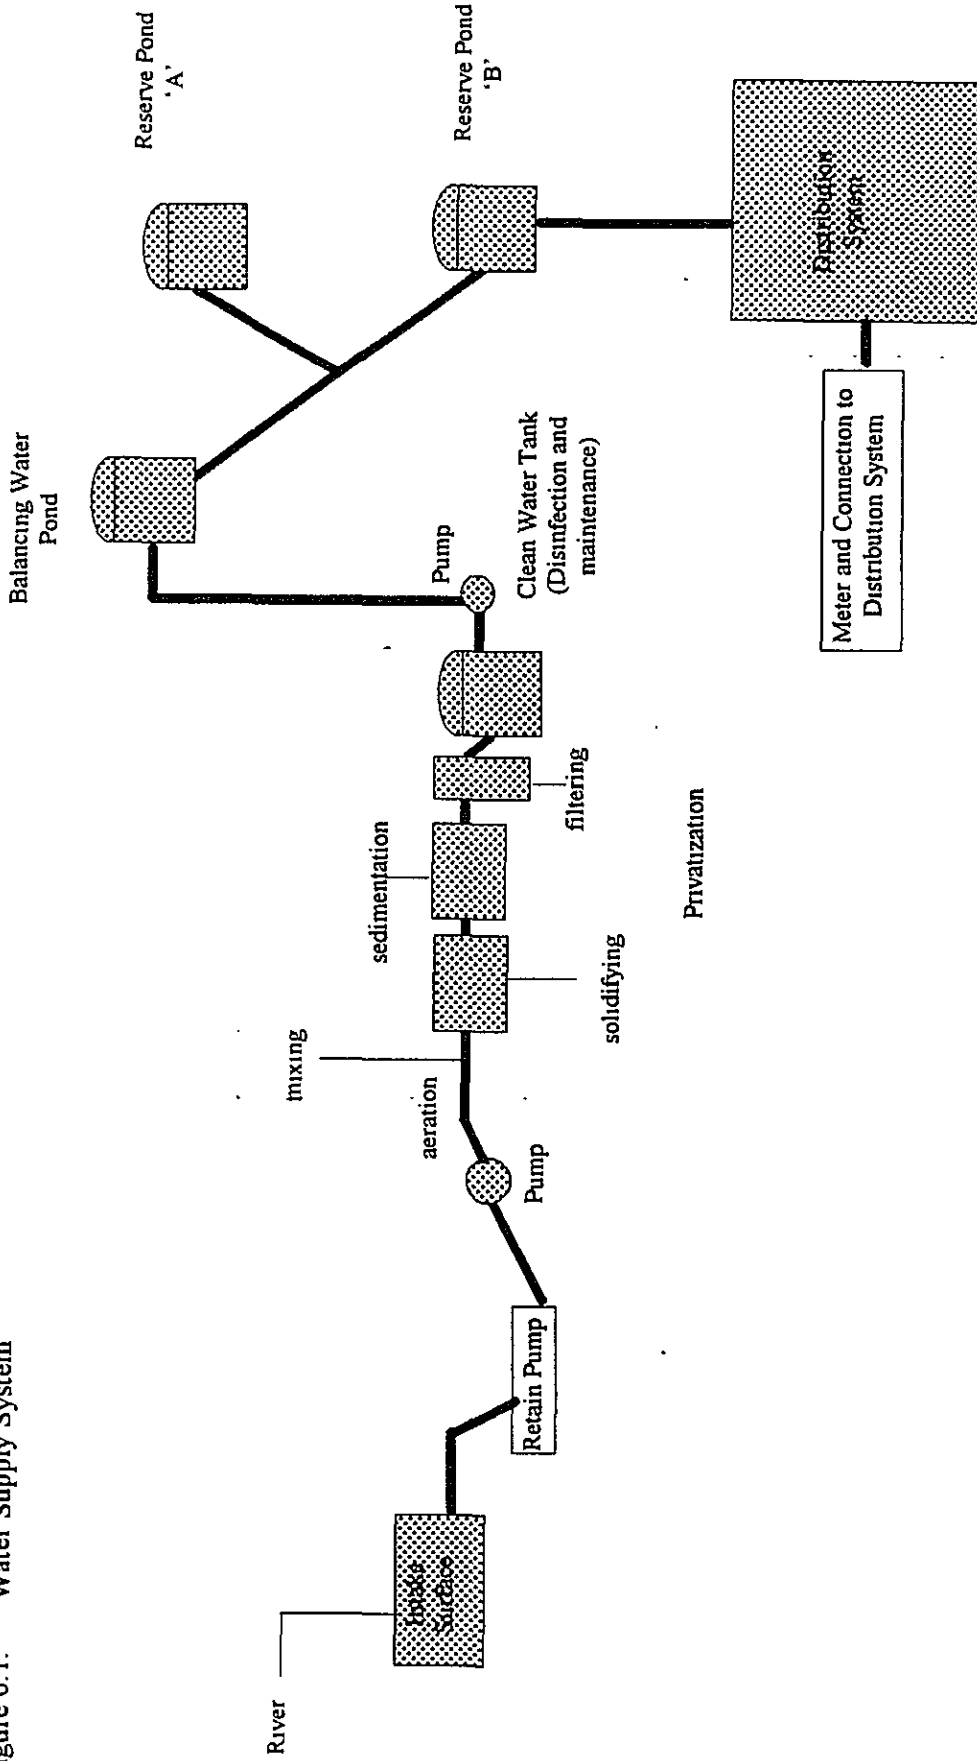 Water Supply System
River
Intake
Surface
Retain Pump
Pump
aeration
mixing
solidifying
sedimentation
filtering
Privatization
Clean Water Tank
(Disinfection and
maintenance)
Pump
Balancing Water
Pond
Reserve Pond
'A'
Reserve Pond
'B'
Distribution
System
Meter and Connection to
Distribution System